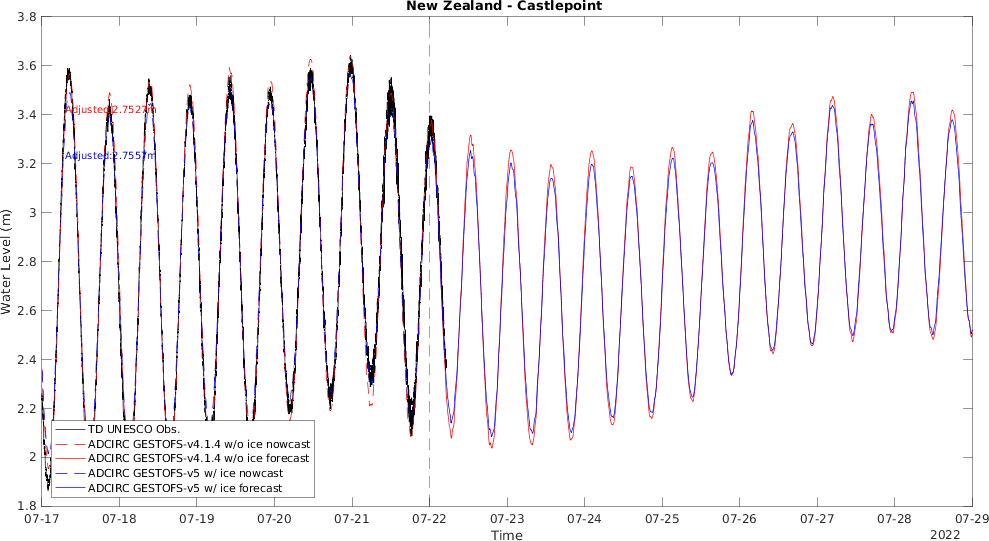 New Zealand - Castlepoint
3.8
3.6
3.4
3.2
3
2.8
2.6
2.4
2.2
2
1.8
Water Level (m)
Adjusted:2.7527m
Adjusted:2.7557m
TD UNESCO Obs.
ADCIRC GESTOFS-v4.1.4 w/o ice nowcast
ADCIRC GESTOFS-v4.1.4 w/o ice forecast
ADCIRC GESTOFS-v5 w/ ice nowcast
ADCIRC GESTOFS-v5 w/ ice forecast
07-17 07-18 07-19 07-20 07-21 07-22 07-23 07-24 07-25 07-26 07-27 07-28 07-29
Time
2022